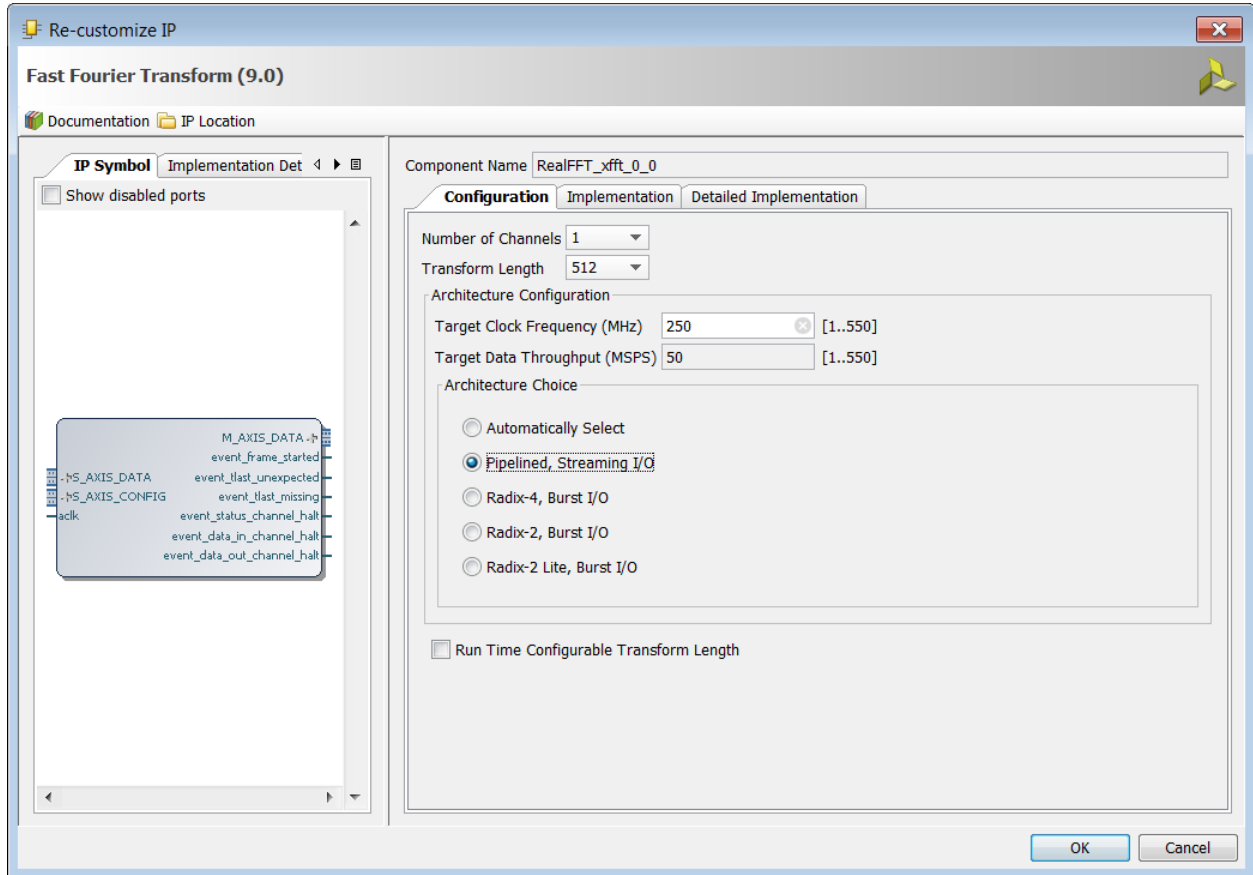 Re-customize IP
Fast Fourier Transform (9.0)
Documentation IP Location
IP Symbol Implementation Det
Show disabled ports
M_AXIS_DATA
event_frame_started
S_AXIS_DATA event_tlast_unexpected
S_AXIS_CONFIG event_tlast_missing
aclk event_status_channel_halt
event_data_in_channel_halt
event_data_out_channel_halt
Component Name RealFFT_xfft_0_0
Configuration Implementation Detailed Implementation
Number of Channels 1
Transform Length 512
Architecture Configuration
Target Clock Frequency (MHz) 250 [1..550]
Target Data Throughput (MSPS) 50 [1..550]
Architecture Choice
Automatically Select
Pipelined, Streaming I/O
Radix-4, Burst I/O
Radix-2, Burst I/O
Radix-2 Lite, Burst I/O
Run Time Configurable Transform Length
OK Cancel